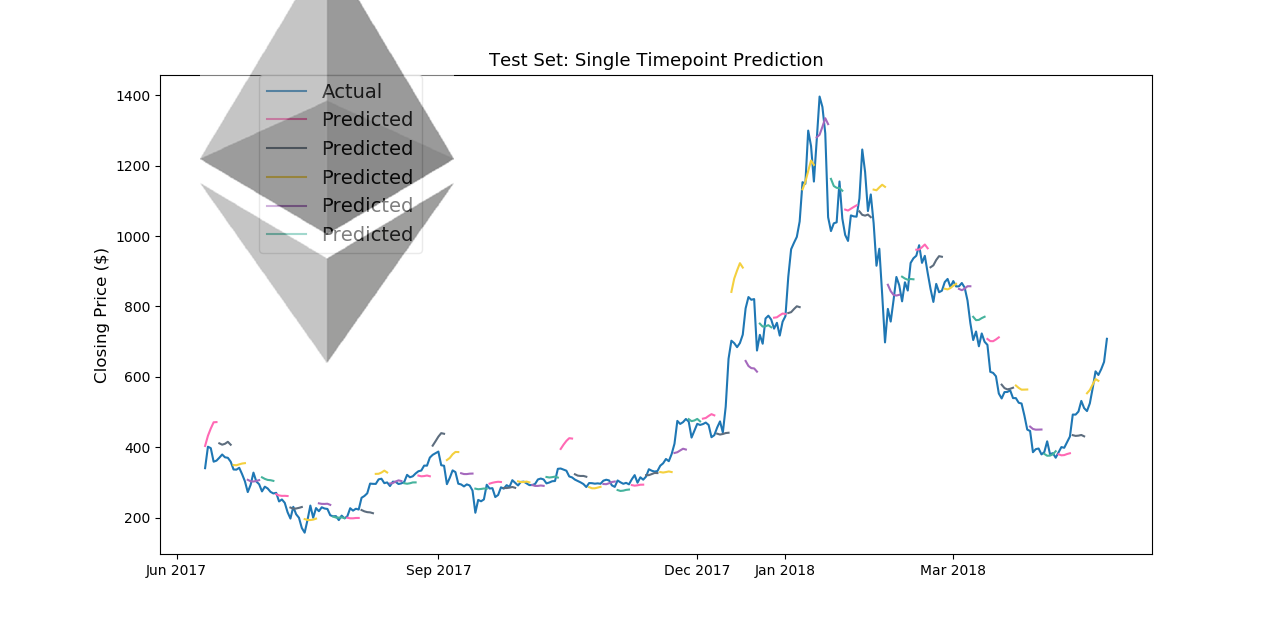 Test Set: Single Timepoint Prediction
Actual
Predicted
Predicted
Predicted
Predicted
Predicted
Closing Price ($)
1400
1200
1000
800
600
400
200
Jun 2017
Sep 2017
Dec 2017
Jan 2018
Mar 2018